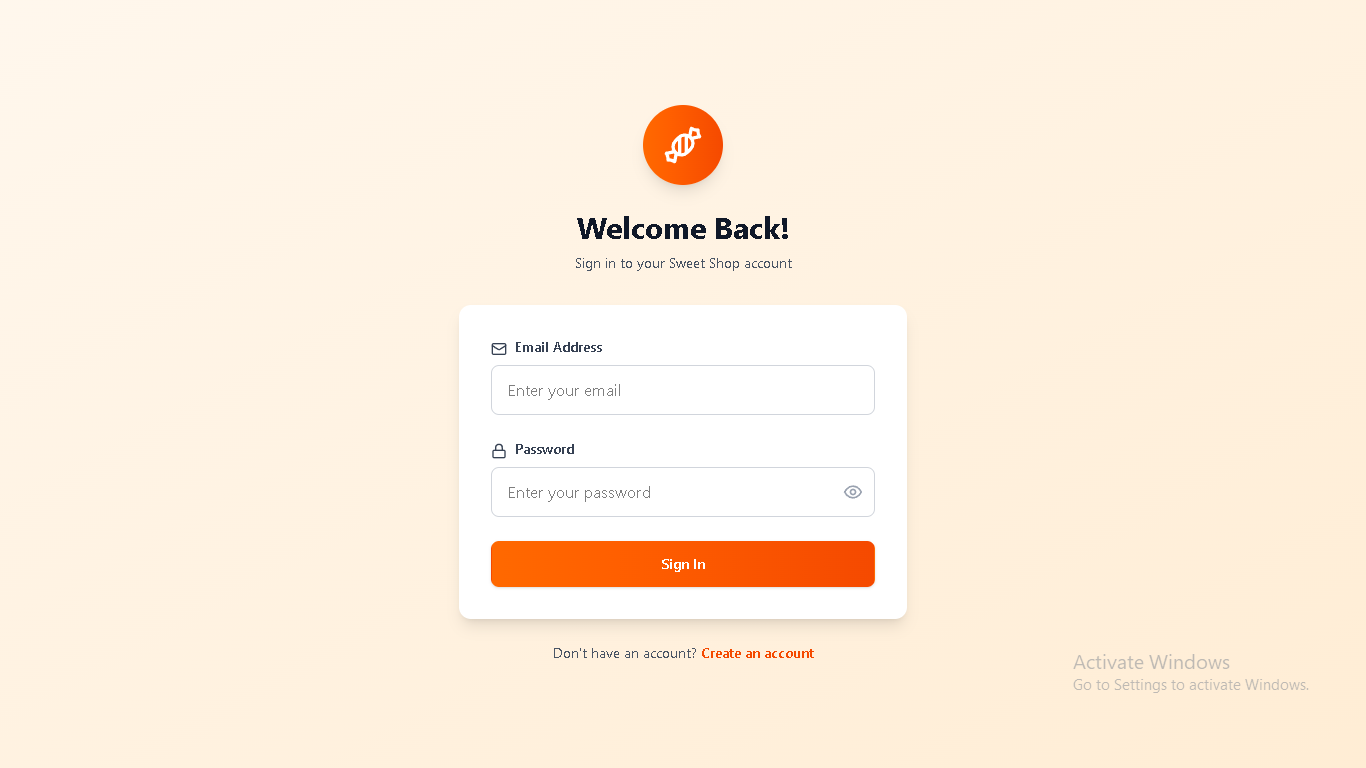 Welcome Back!
Sign in to your Sweet Shop account
Email Address
Enter your email
Password
Enter your password
Sign In
Don't have an account? Create an account
Activate Windows
Go to Settings to activate Windows.